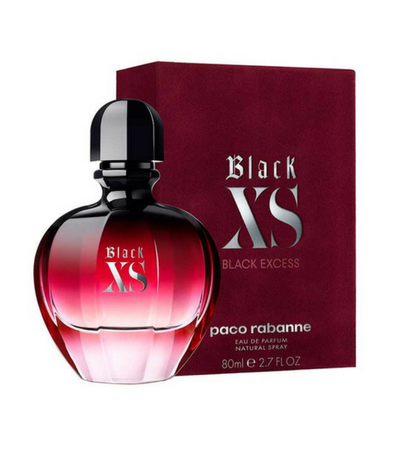 Black
XS
BLACK EXCESS
paco rabanne
EAU DE PARFUM
NATURAL SPRAY
80ml e 2.7 FL OZ
Black
XS